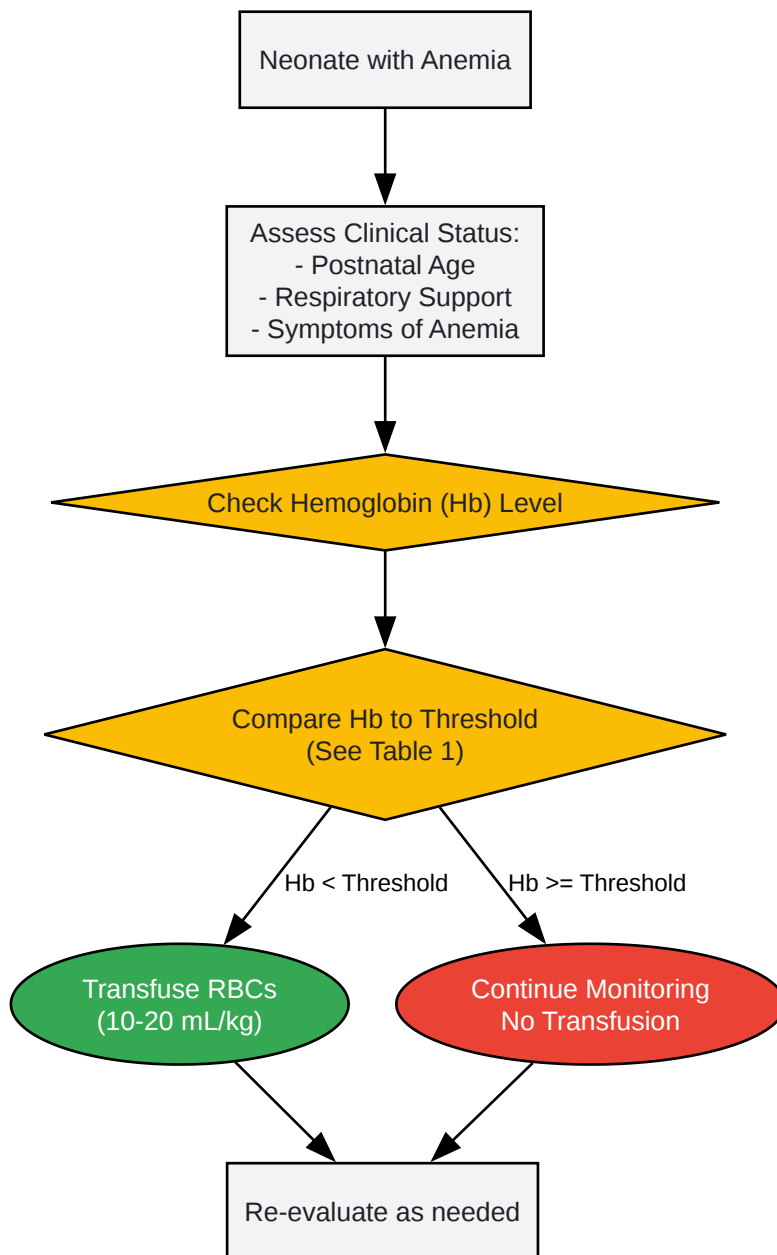 Neonate with Anemia
Assess Clinical Status:
- Postnatal Age
- Respiratory Support
- Symptoms of Anemia
Check Hemoglobin (Hb) Level
Compare Hb to Threshold
(See Table 1)
Hb < Threshold
Hb >= Threshold
Transfuse RBCs
(10-20 mL/kg)
Continue Monitoring
No Transfusion
Re-evaluate as needed